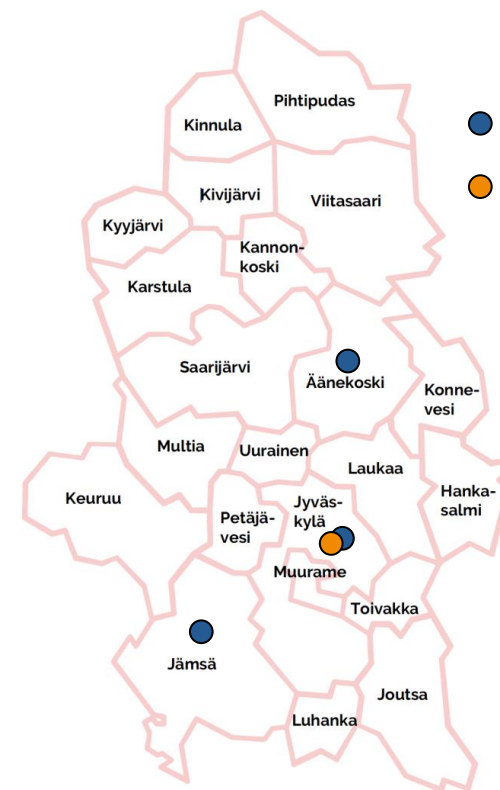 Pihtipudas
Kinnula
Kivijärvi
Viitasaari
Kyyjärvi
Kannon-
koski
Karstula
Saarijärvi
Äänekoski
Konne-
vesi
Multia
Uurainen
Laukaa
Keuruu
Hanka-
salmi
Petäjä-
vesi
Jyväs-
kylä
Muurame
Toivakka
Jämsä
Joutsa
Luhanka